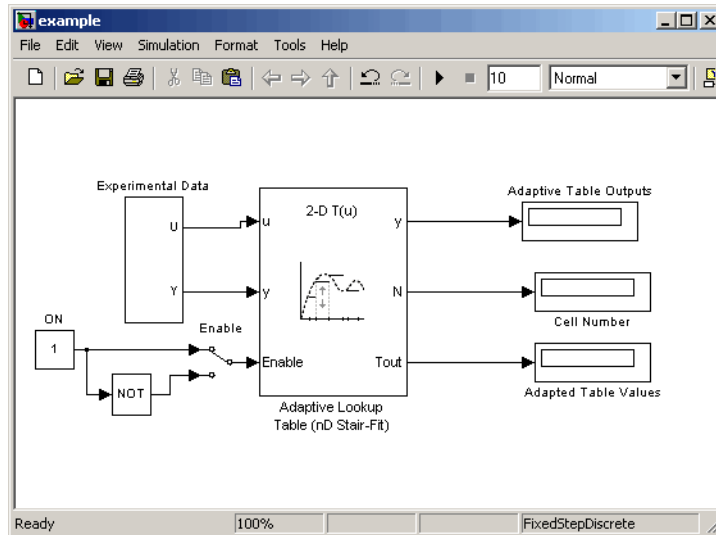 example
File Edit View Simulation Format Tools Help
10 Normal
Experimental Data
U
Y
ON
1
NOT
Enable
2-D T(u)
u
y
Enable
y
N
Tout
Adaptive Lookup
Table (nD Stair-Fit)
Adaptive Table Outputs
Cell Number
Adapted Table Values
Ready 100% FixedStepDiscrete